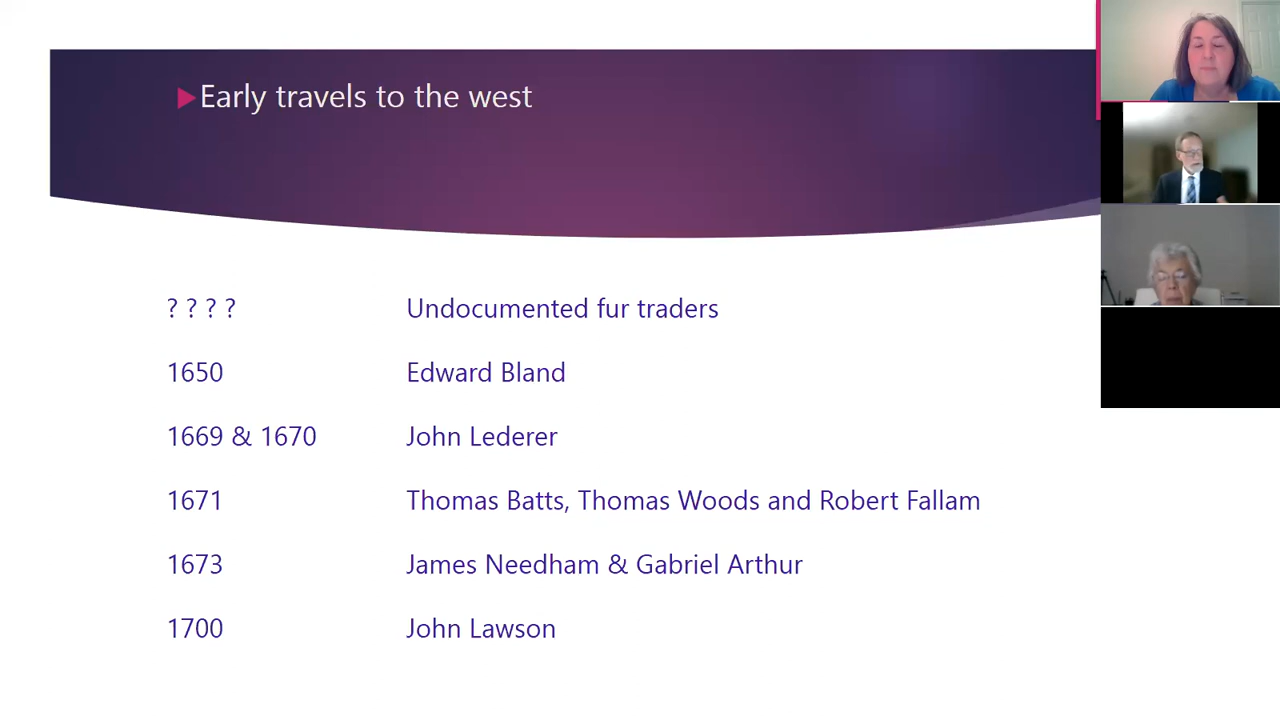 Early travels to the west
? ? ? ? Undocumented fur traders
1650 Edward Bland
1669 & 1670 John Lederer
1671 Thomas Batts, Thomas Woods and Robert Fallam
1673 James Needham & Gabriel Arthur
1700 John Lawson